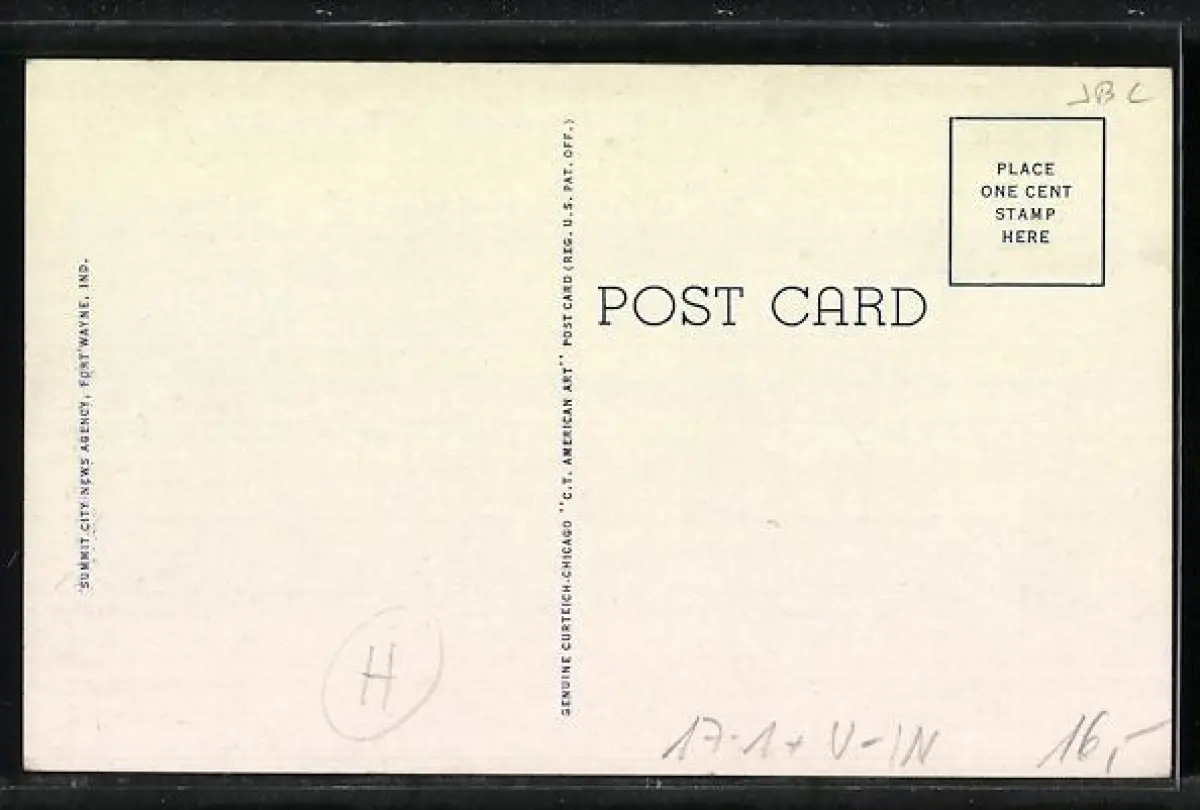 JBC
PLACE
ONE CENT
STAMP
HERE
POST CARD
SUMMIT CITY NEWS AGENCY, FORT WAYNE, IND.
GENUINE CURTEICH-CHICAGO "C.T. AMERICAN ART" POST CARD (REG. U.S. PAT. OFF.)
H
17-1+ V-IN 16,-